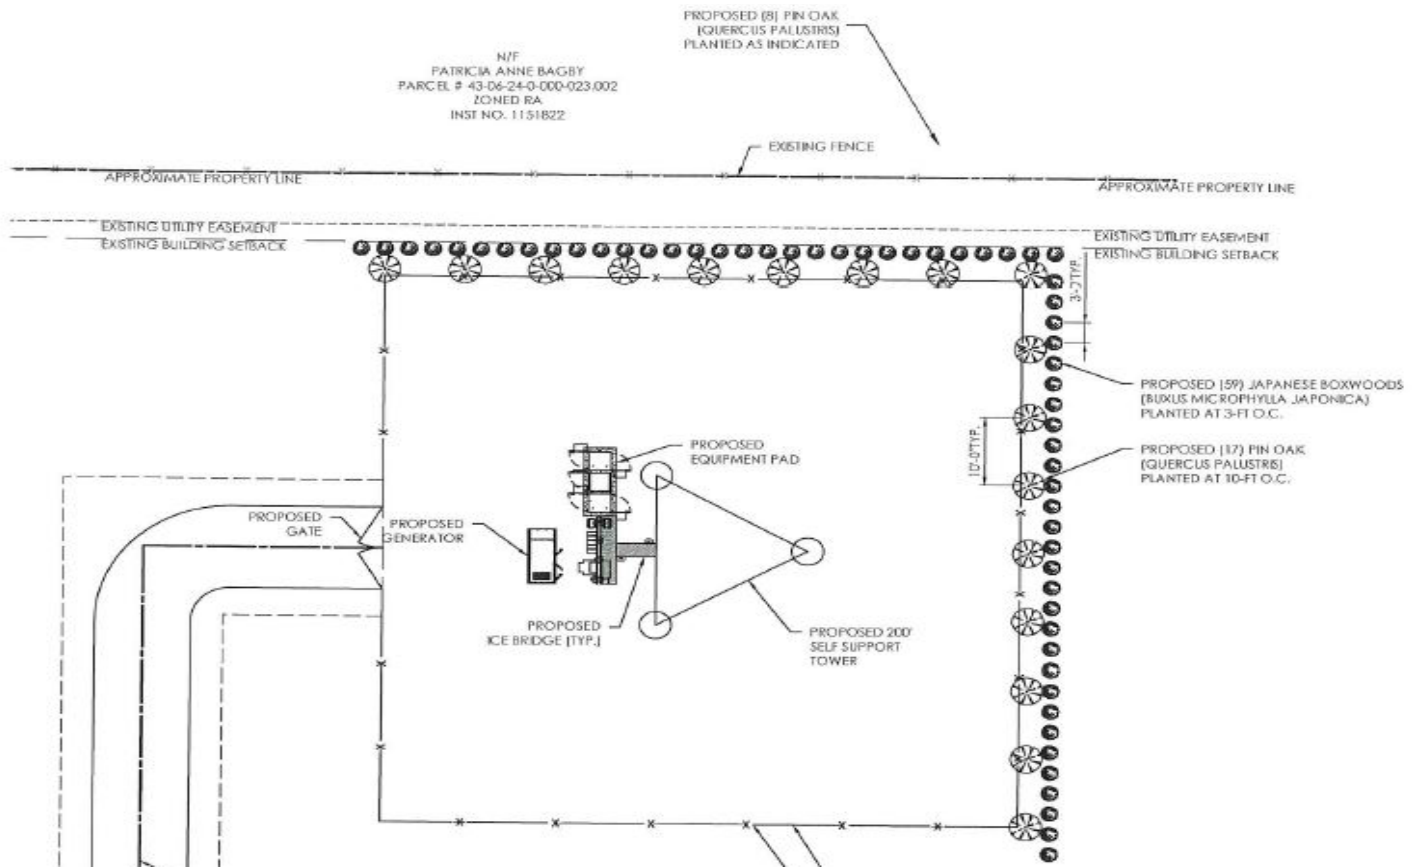 PROPOSED (8) PIN OAK
(QUERCUS PALUSTRIS)
PLANTED AS INDICATED
N/F
PATRICIA ANNE BAGBY
PARCEL # 43-06-24-0-000-023.002
ZONED RA
INST NO. 1151822
EXISTING FENCE
APPROXIMATE PROPERTY LINE
APPROXIMATE PROPERTY LINE
EXISTING UTILITY EASEMENT
EXISTING BUILDING SETBACK
EXISTING UTILITY EASEMENT
EXISTING BUILDING SETBACK
3'-0"TYP.
PROPOSED (59) JAPANESE BOXWOODS
(BUXUS MICROPHYLLA JAPONICA)
PLANTED AT 3-FT O.C.
10'-0"TYP.
PROPOSED (17) PIN OAK
(QUERCUS PALUSTRIS)
PLANTED AT 10-FT O.C.
PROPOSED
EQUIPMENT PAD
PROPOSED
GATE
PROPOSED
GENERATOR
PROPOSED
ICE BRIDGE (TYP.)
PROPOSED 200'
SELF SUPPORT
TOWER